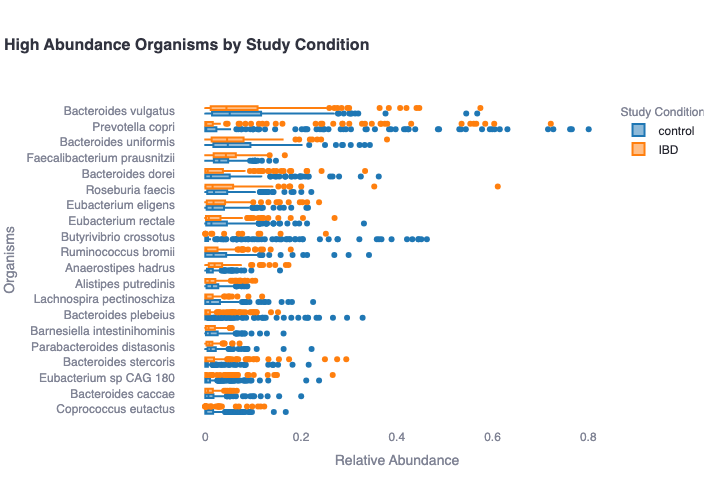 High Abundance Organisms by Study Condition
Study Condition
control
IBD
Organisms
Bacteroides vulgatus
Prevotella copri
Bacteroides uniformis
Faecalibacterium prausnitzii
Bacteroides dorei
Roseburia faecis
Eubacterium eligens
Eubacterium rectale
Butyrivibrio crossotus
Ruminococcus bromii
Anaerostipes hadrus
Alistipes putredinis
Lachnospira pectinoschiza
Bacteroides plebeius
Barnesiella intestinihominis
Parabacteroides distasonis
Bacteroides stercoris
Eubacterium sp CAG 180
Bacteroides caccae
Coprococcus eutactus
0 0.2 0.4 0.6 0.8
Relative Abundance